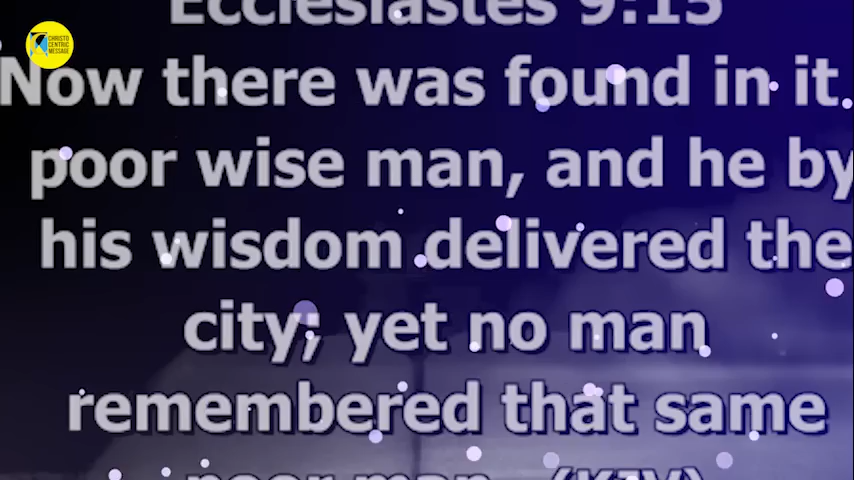 Ecclesiastes 9:15
CHRISTO
CENTRIC
MESSAGE
Now there was found in it
poor wise man, and he by
his wisdom delivered the
city; yet no man
remembered that same
poor man. (KJV)